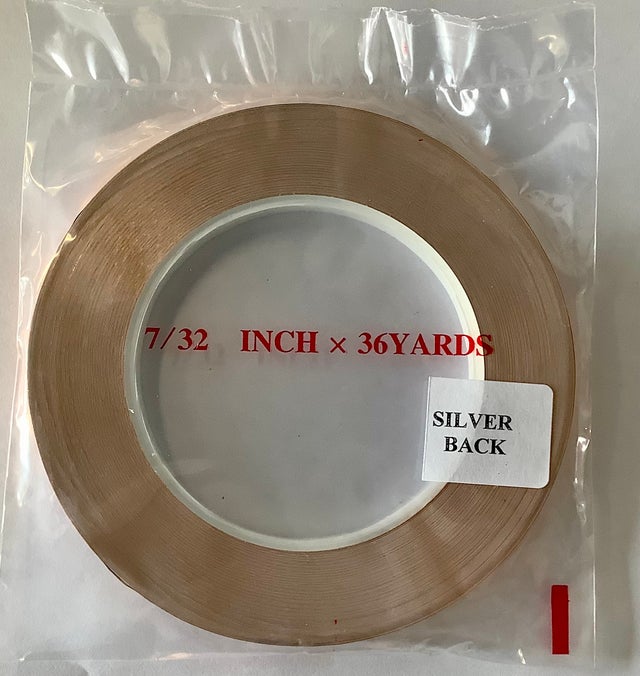 7/32 INCH × 36YARDS
SILVER
BACK